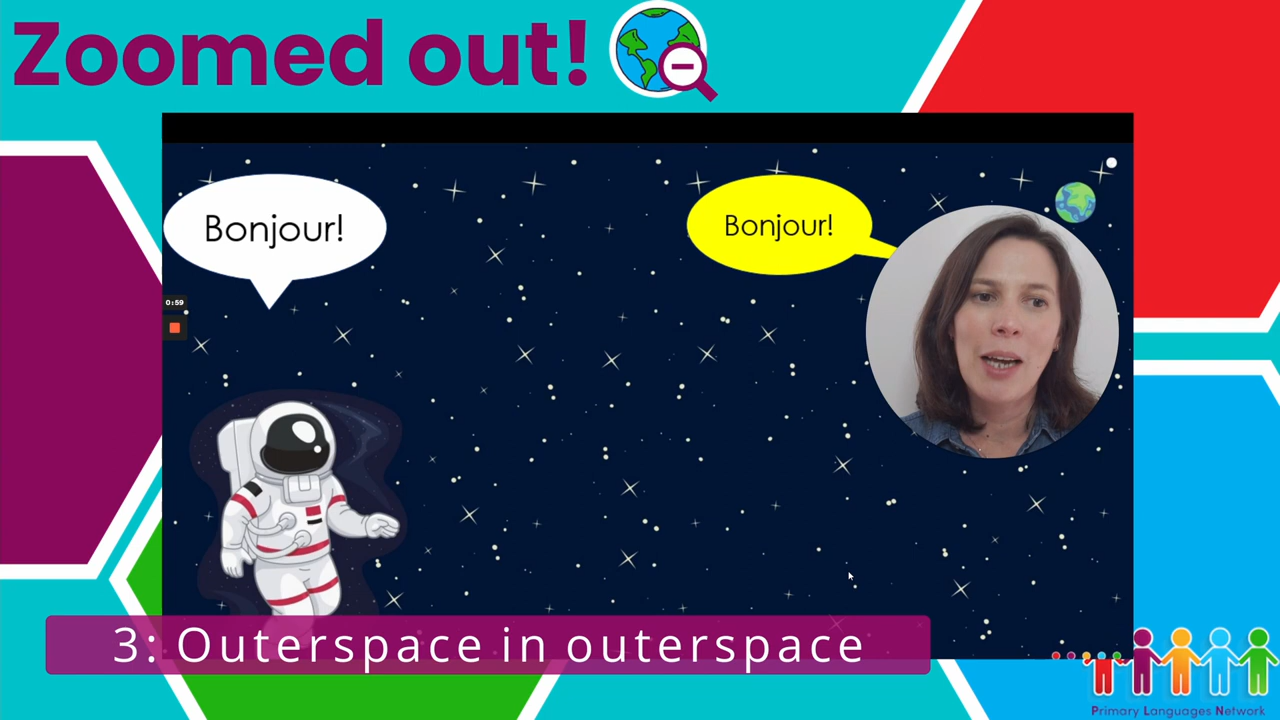 Zoomed out!
Bonjour!
Bonjour!
0:59
3: Outerspace in outerspace
Primary Languages Network